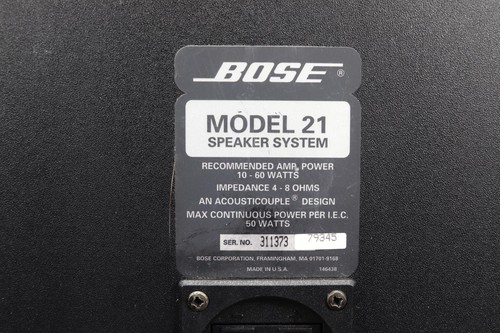 BOSE®
MODEL 21
SPEAKER SYSTEM
RECOMMENDED AMP. POWER
10 - 60 WATTS
IMPEDANCE 4 - 8 OHMS
AN ACOUSTICOUPLE® DESIGN
MAX CONTINUOUS POWER PER I.E.C.
50 WATTS
SER. NO. 311373 79345
BOSE CORPORATION, FRAMINGHAM, MA 01701-9168
MADE IN U.S.A. 146439